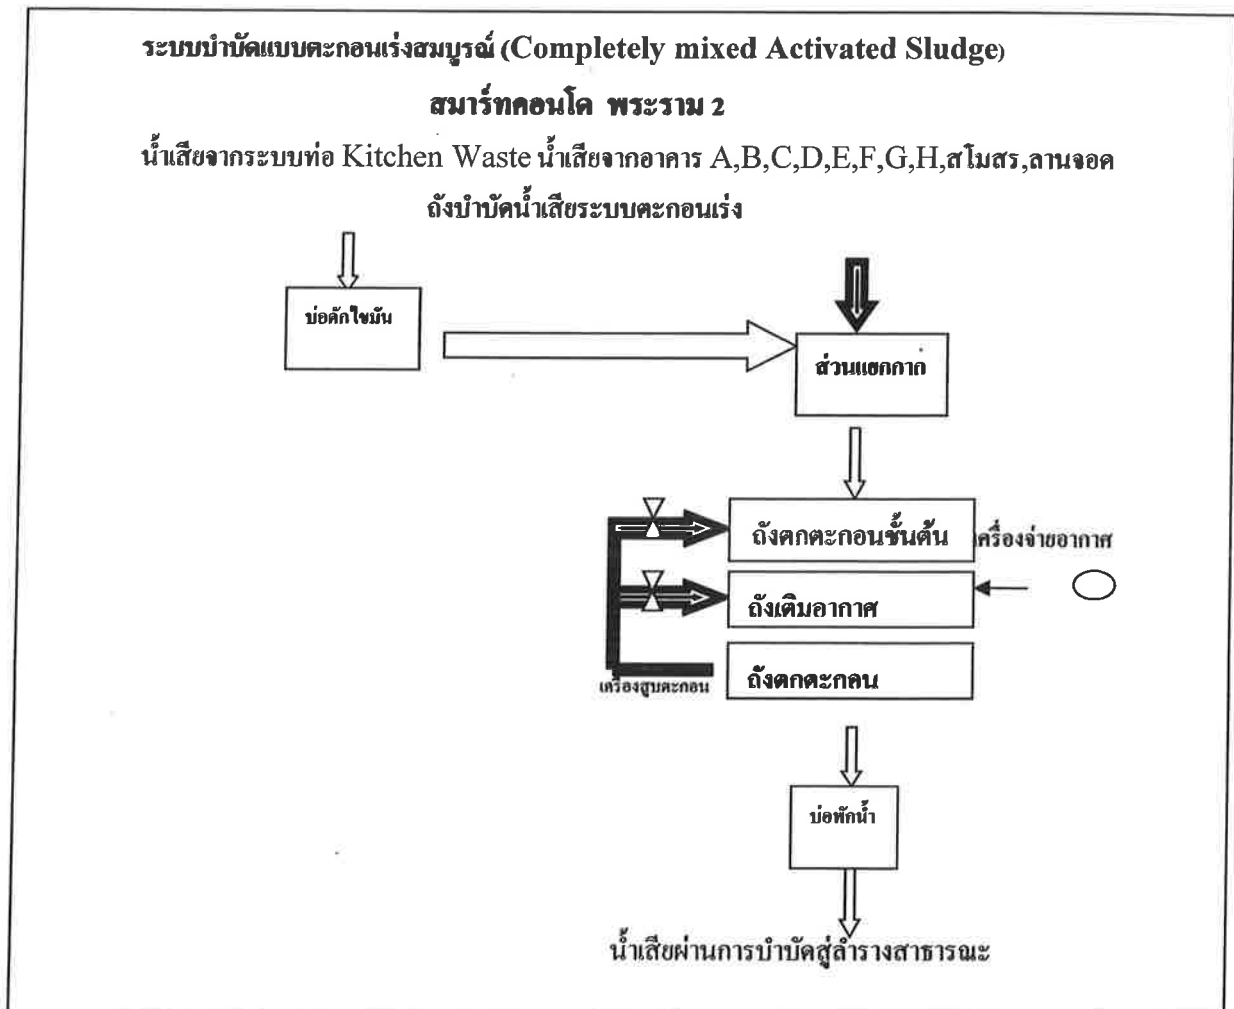 ระบบบำบัดแบบตะกอนเร่งสมบูรณ์ (Completely mixed Activated Sludge)
สมาร์ทคอนโด พระราม 2
น้ำเสียจากระบบท่อ Kitchen Waste น้ำเสียจากอาคาร A,B,C,D,E,F,G,H,สโมสร,ลานจอด
ถังบำบัดน้ำเสียระบบตะกอนเร่ง
บ่อดักไขมัน
ส่วนแยกกาก
ถังตกตะกอนชั้นต้น
เครื่องจ่ายอากาศ
ถังเติมอากาศ
ถังตกตะกอน
เครื่องสูบตะกอน
บ่อพักน้ำ
น้ำเสียผ่านการบำบัดสู่ลำรางสาธารณะ